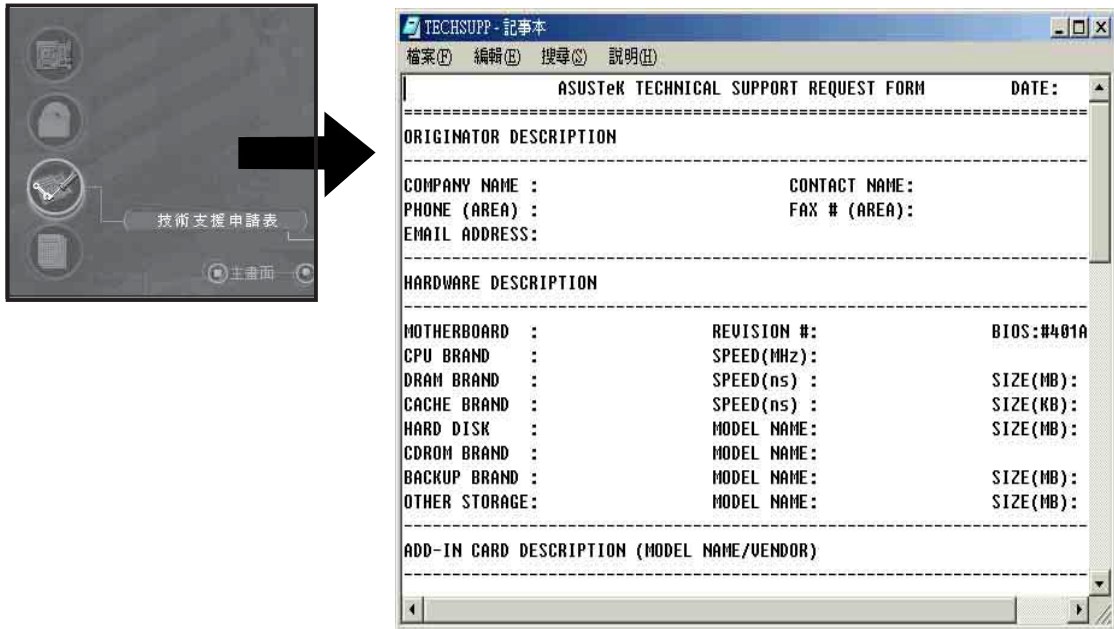 技術支援申請表
主畫面
TECHSUPP - 記事本
檔案(F) 編輯(E) 搜尋(S) 說明(H)
ASUSTeK TECHNICAL SUPPORT REQUEST FORM DATE:
==================================================
ORIGINATOR DESCRIPTION
--------------------------------------------------
COMPANY NAME : CONTACT NAME:
PHONE (AREA) : FAX # (AREA):
EMAIL ADDRESS:
--------------------------------------------------
HARDWARE DESCRIPTION
--------------------------------------------------
MOTHERBOARD : REVISION #: BIOS:#401A
CPU BRAND : SPEED(MHz):
DRAM BRAND : SPEED(ns) : SIZE(MB):
CACHE BRAND : SPEED(ns) : SIZE(KB):
HARD DISK : MODEL NAME: SIZE(MB):
CDROM BRAND : MODEL NAME:
BACKUP BRAND : MODEL NAME: SIZE(MB):
OTHER STORAGE: MODEL NAME: SIZE(MB):
--------------------------------------------------
ADD-IN CARD DESCRIPTION (MODEL NAME/VENDOR)
--------------------------------------------------